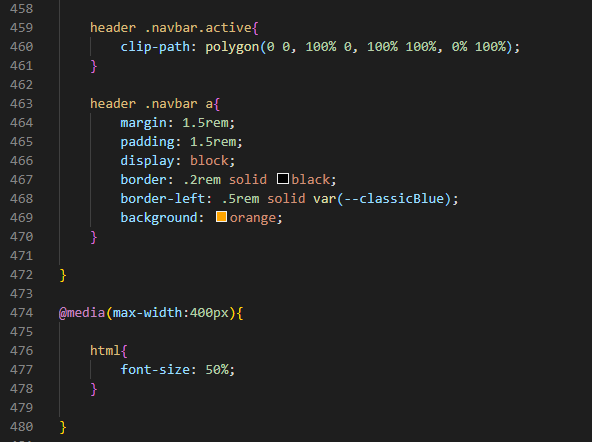 458
459 header .navbar.active{
460 clip-path: polygon(0 0, 100% 0, 100% 100%, 0% 100%);
461 }
462
463 header .navbar a{
464 margin: 1.5rem;
465 padding: 1.5rem;
466 display: block;
467 border: .2rem solid black;
468 border-left: .5rem solid var(--classicBlue);
469 background: orange;
470 }
471
472 }
473
474 @media(max-width:400px){
475
476 html{
477 font-size: 50%;
478 }
479
480 }